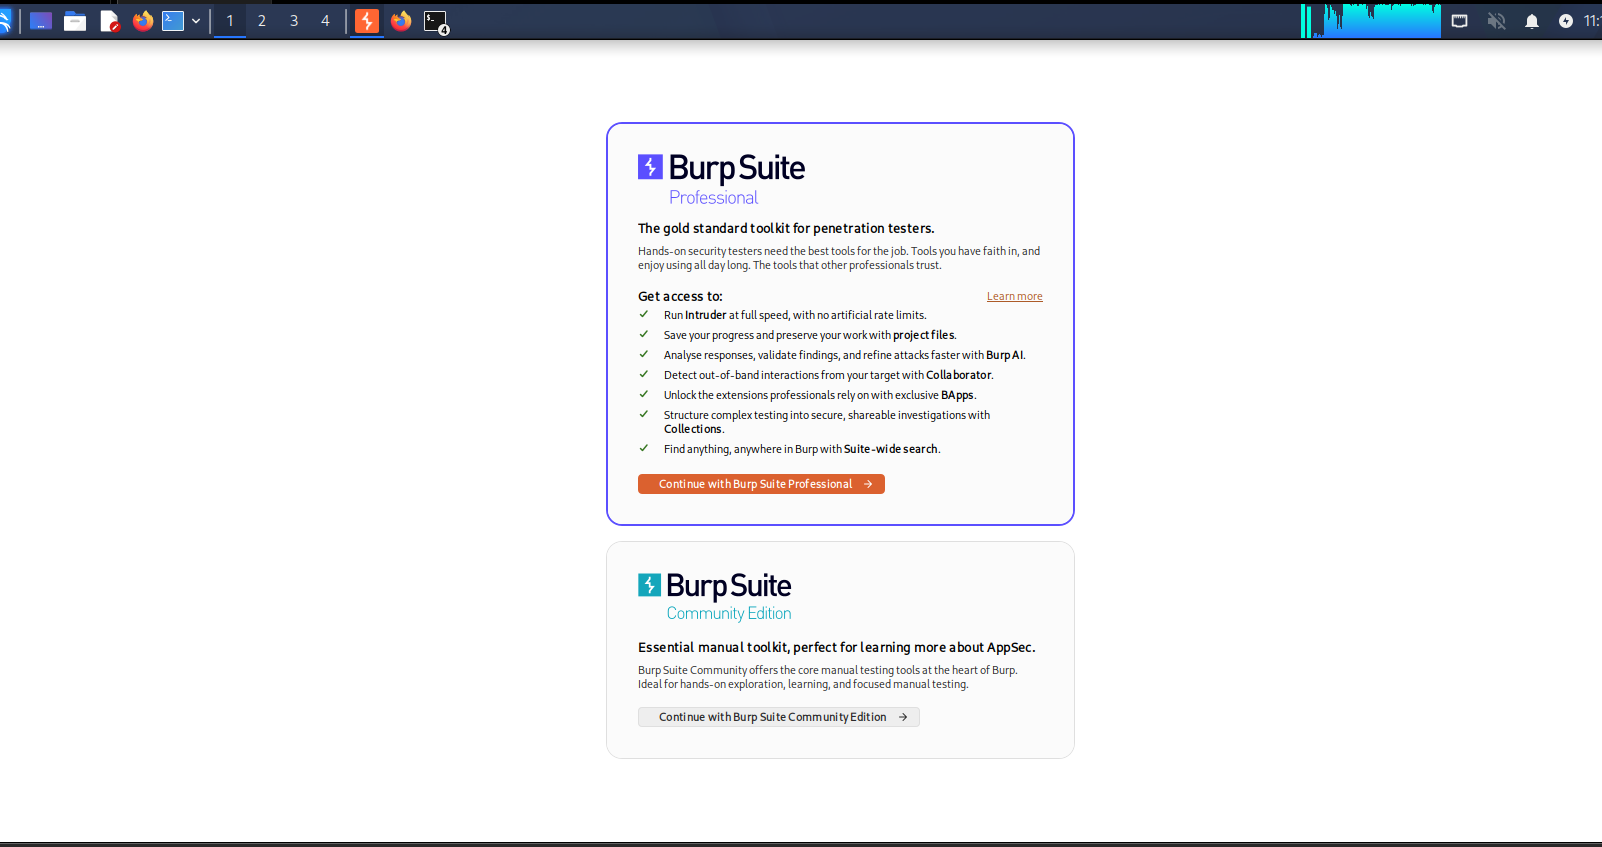 1 2 3 4
Burp Suite
Professional
The gold standard toolkit for penetration testers.
Hands-on security testers need the best tools for the job. Tools you have faith in, and
enjoy using all day long. The tools that other professionals trust.
Get access to: Learn more
Run Intruder at full speed, with no artificial rate limits.
Save your progress and preserve your work with project files.
Analyse responses, validate findings, and refine attacks faster with Burp AI.
Detect out-of-band interactions from your target with Collaborator.
Unlock the extensions professionals rely on with exclusive BApps.
Structure complex testing into secure, shareable investigations with
Collections.
Find anything, anywhere in Burp with Suite-wide search.
Continue with Burp Suite Professional →
Burp Suite
Community Edition
Essential manual toolkit, perfect for learning more about AppSec.
Burp Suite Community offers the core manual testing tools at the heart of Burp.
Ideal for hands-on exploration, learning, and focused manual testing.
Continue with Burp Suite Community Edition →